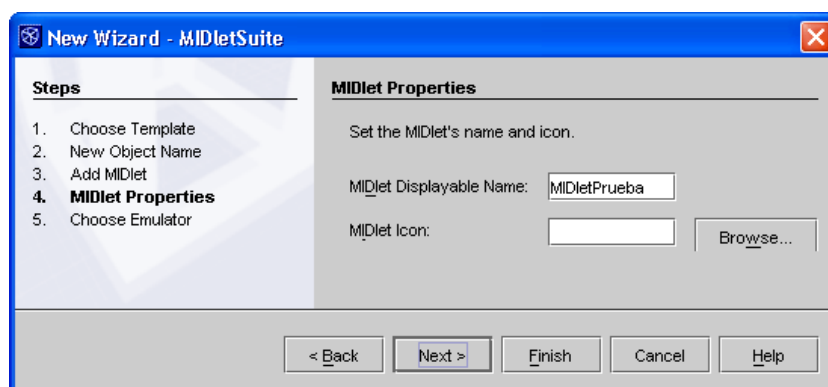 New Wizard - MIDletSuite
Steps
1. Choose Template
2. New Object Name
3. Add MIDlet
4. MIDlet Properties
5. Choose Emulator
MIDlet Properties
Set the MIDlet's name and icon.
MIDlet Displayable Name: MIDletPrueba
MIDlet Icon:
Browse...
< Back Next > Finish Cancel Help